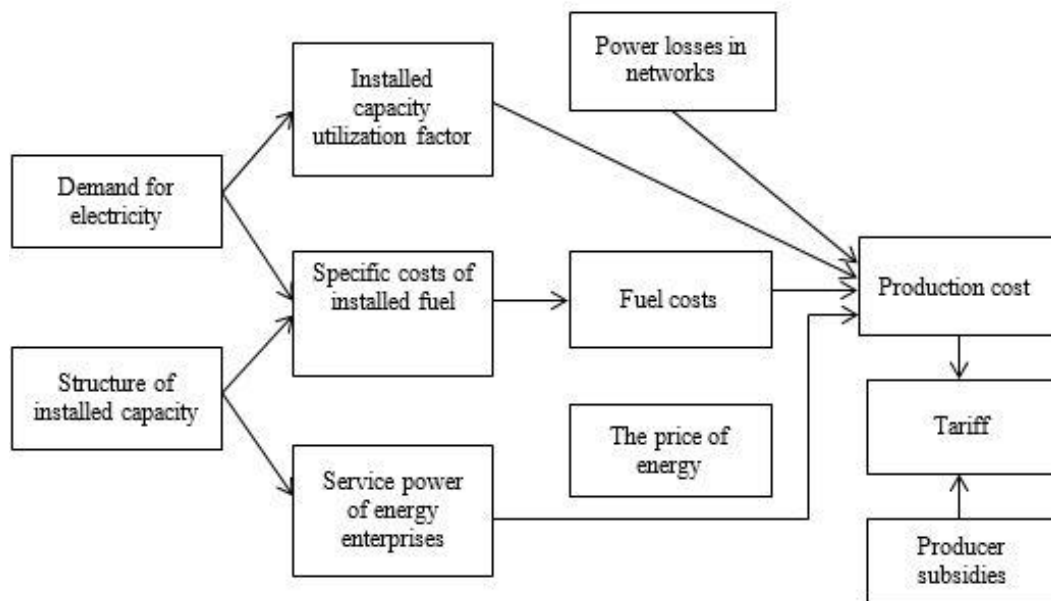 Power losses in
networks
Installed
capacity
utilization factor
Demand for
electricity
Specific costs of
installed fuel
Fuel costs
Production cost
Structure of
installed capacity
The price of
energy
Tariff
Service power
of energy
enterprises
Producer
subsidies